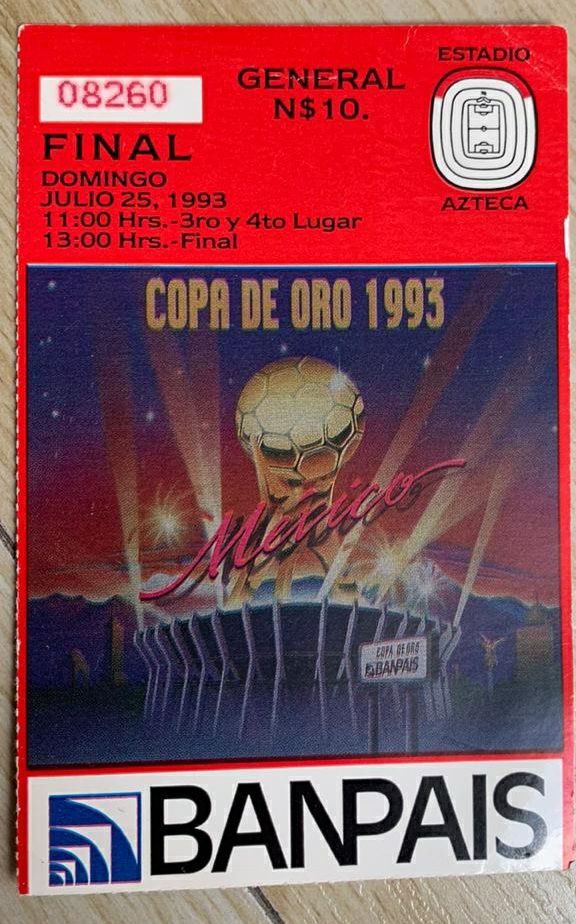 08260
GENERAL
N$10.
ESTADIO
AZTECA
FINAL
DOMINGO
JULIO 25, 1993
11:00 Hrs.-3ro y 4to Lugar
13:00 Hrs.-Final
COPA DE ORO 1993
México
COPA DE ORO
BANPAIS
BANPAIS